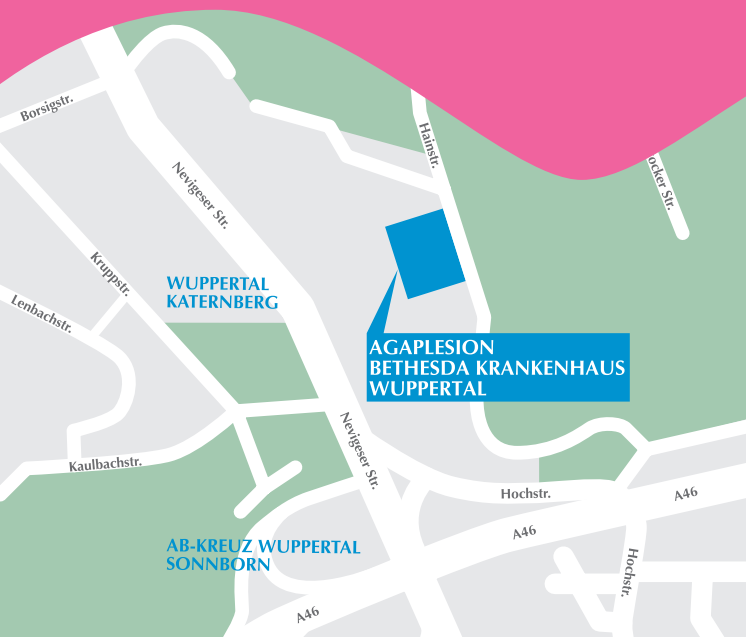 Borsigstr.
Hainstr.
ocker Str.
Nevigeser Str.
Kruppstr.
WUPPERTAL
KATERNBERG
Lenbachstr.
AGAPLESION
BETHESDA KRANKENHAUS
WUPPERTAL
Nevigeser Str.
Kaulbachstr.
Hochstr.
A46
A46
AB-KREUZ WUPPERTAL
SONNBORN
Hochstr.
A46